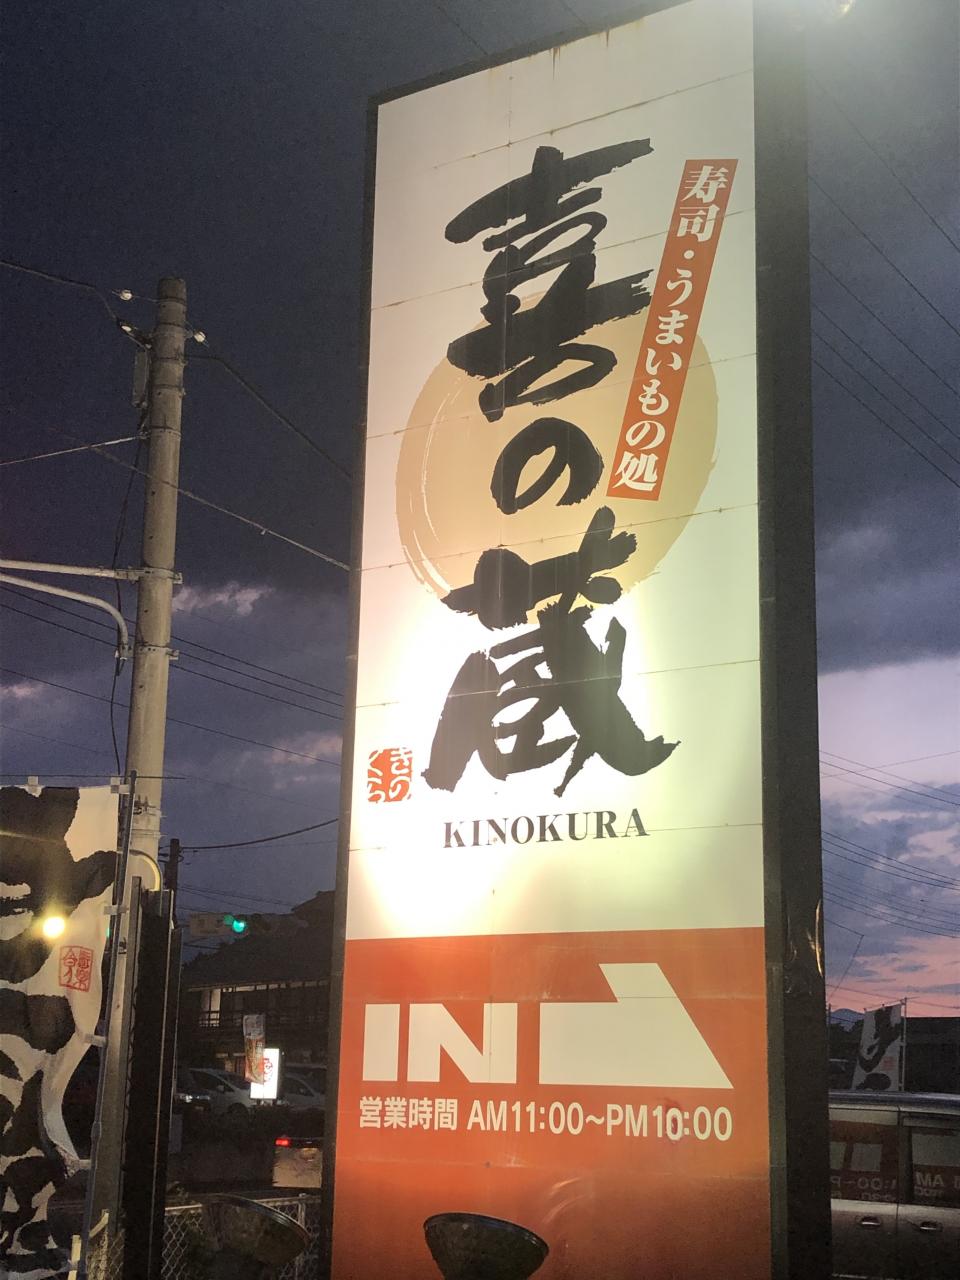 寿司・うまいもの処
喜の蔵
きの
くら
KINOKURA
IN
営業時間 AM11:00~PM10:00